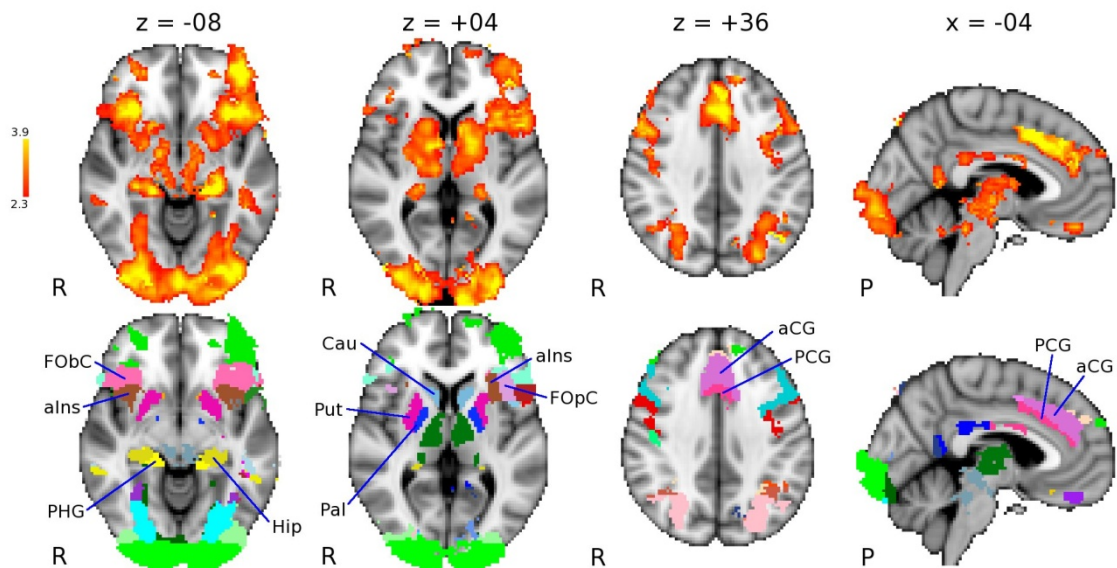 z = -08
z = +04
z = +36
x = -04
3.9
2.3
R
R
R
P
FObC
aIns
PHG
Hip
R
Cau
Put
Pal
aIns
FOpC
R
aCG
PCG
R
PCG
aCG
P